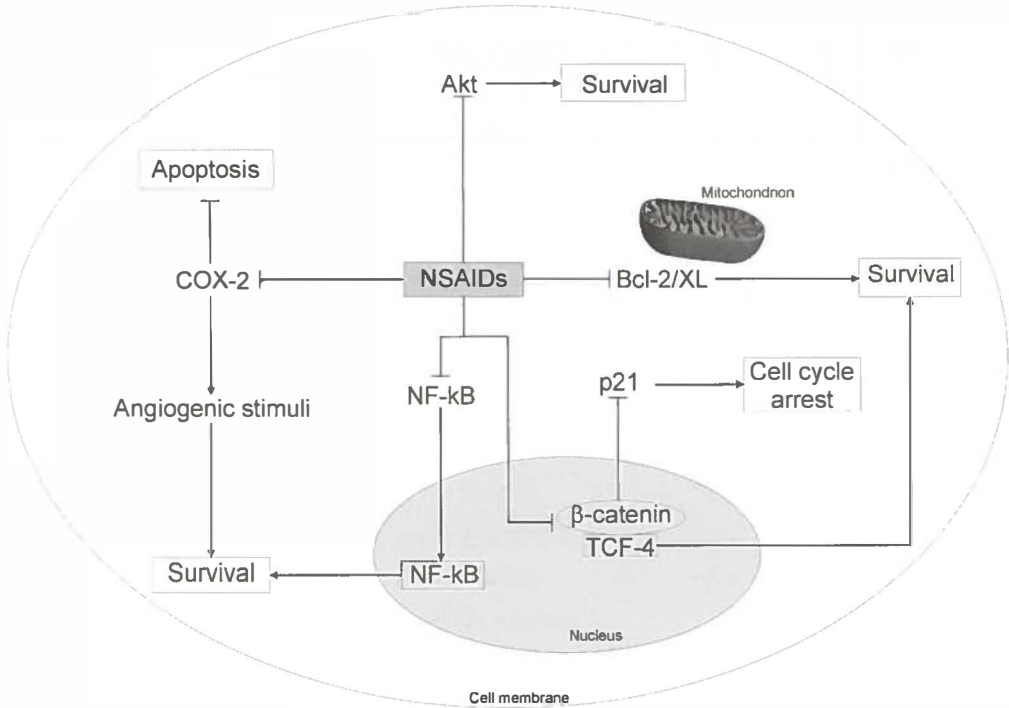 Akt
Survival
Apoptosis
Mitochondrion
COX-2
NSAIDs
Bcl-2/XL
Survival
NF-kB
p21
Cell cycle
arrest
Angiogenic stimuli
β-catenin
TCF-4
Survival
NF-kB
Nucleus
Cell membrane